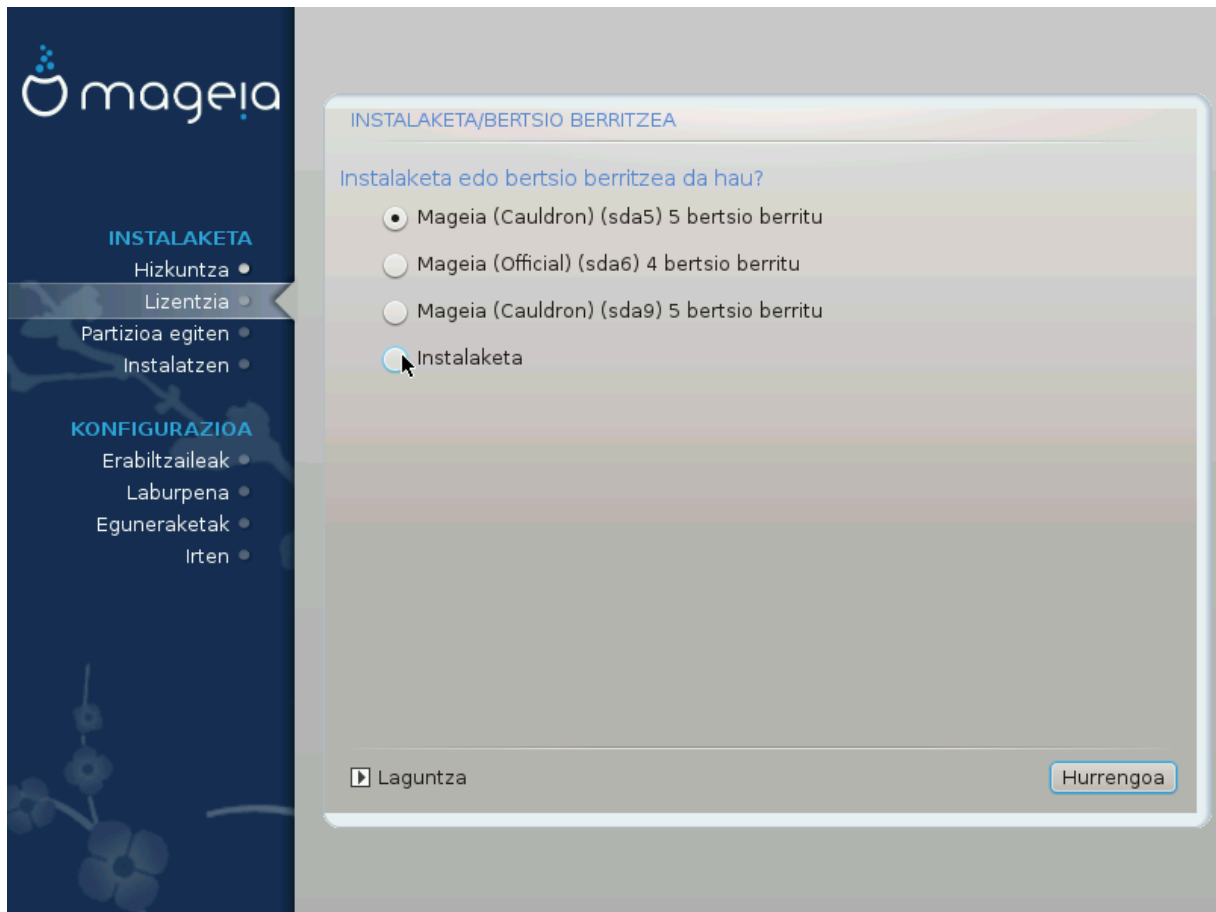 mageia
INSTALAKETA
Hizkuntza
Lizentzia
Partizioa egiten
Instalatzen
KONFIGURAZIOA
Erabiltzaileak
Laburpena
Eguneraketak
Irten
INSTALAKETA/BERTSIO BERRITZEA
Instalaketa edo bertsio berritzea da hau?
Mageia (Cauldron) (sda5) 5 bertsio berritu
Mageia (Official) (sda6) 4 bertsio berritu
Mageia (Cauldron) (sda9) 5 bertsio berritu
Instalaketa
Laguntza
Hurrengoa